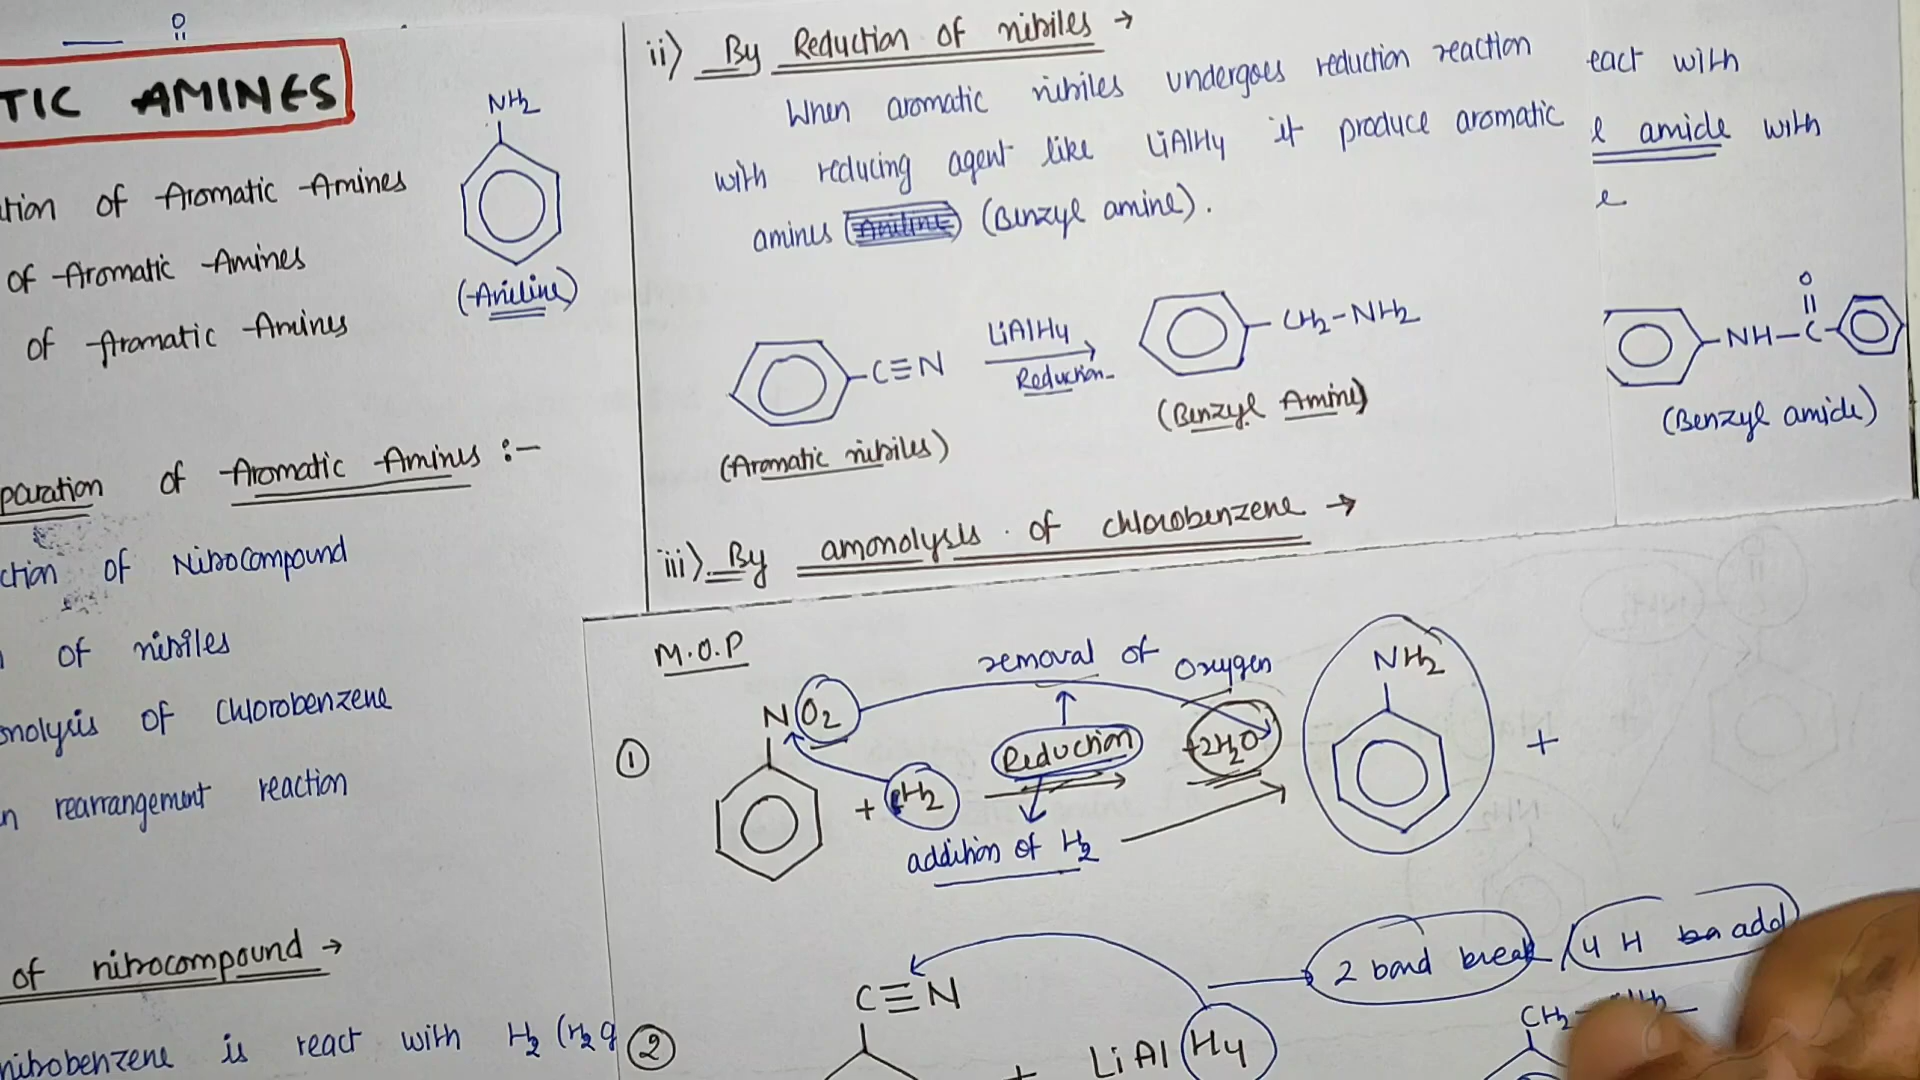 O
TIC AMINES
NH2
tion of Aromatic Amines
of Aromatic Amines
of Aromatic Amines
(Aniline)
paration of Aromatic Amines :-
ction of Nitrocompound
of nitriles
onolysis of Chlorobenzene
n rearrangement reaction
of nitrocompound →
nitrobenzene is react with H2 (H2 g
ii) By Reduction of nitriles →
When aromatic nitriles undergoes reduction reaction
with reducing agent like LiAlH4 it produce aromatic
amines (Benzyl amine).
C≡N
LiAlH4
Reduction
CH2-NH2
(Aromatic nitriles)
(Benzyl Amine)
iii) By amonolysis of chlorobenzene →
eact with
e amide with
e
O
NH-C
(Benzyl amide)
M.O.P
removal of oxygen
① NO2
+ H2
Reduction
+2H2O
NH2
+
addition of H2
2 bond break / 4 H add
② C≡N
+ LiAlH4
CH2